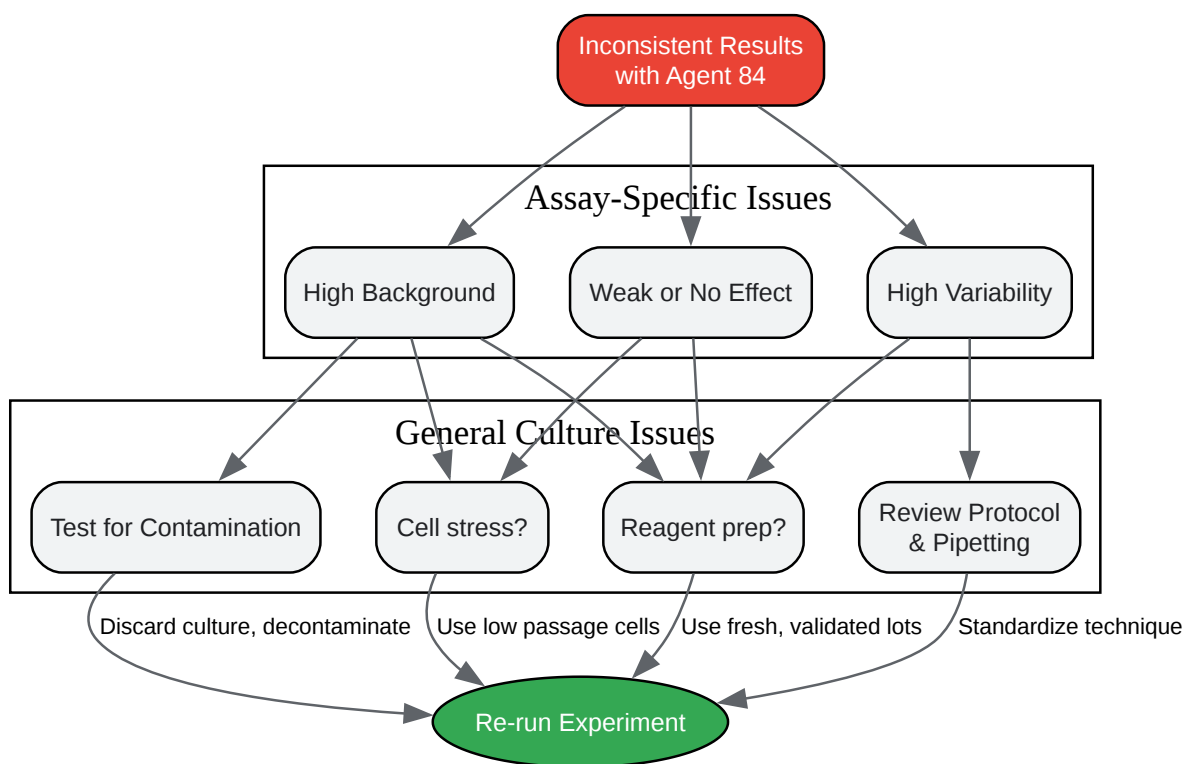 Inconsistent Results
with Agent 84
Assay-Specific Issues
High Background
Weak or No Effect
High Variability
General Culture Issues
Test for Contamination
Cell stress?
Reagent prep?
Review Protocol
& Pipetting
Discard culture, decontaminate
Use low passage cells
Use fresh, validated lots
Standardize technique
Re-run Experiment